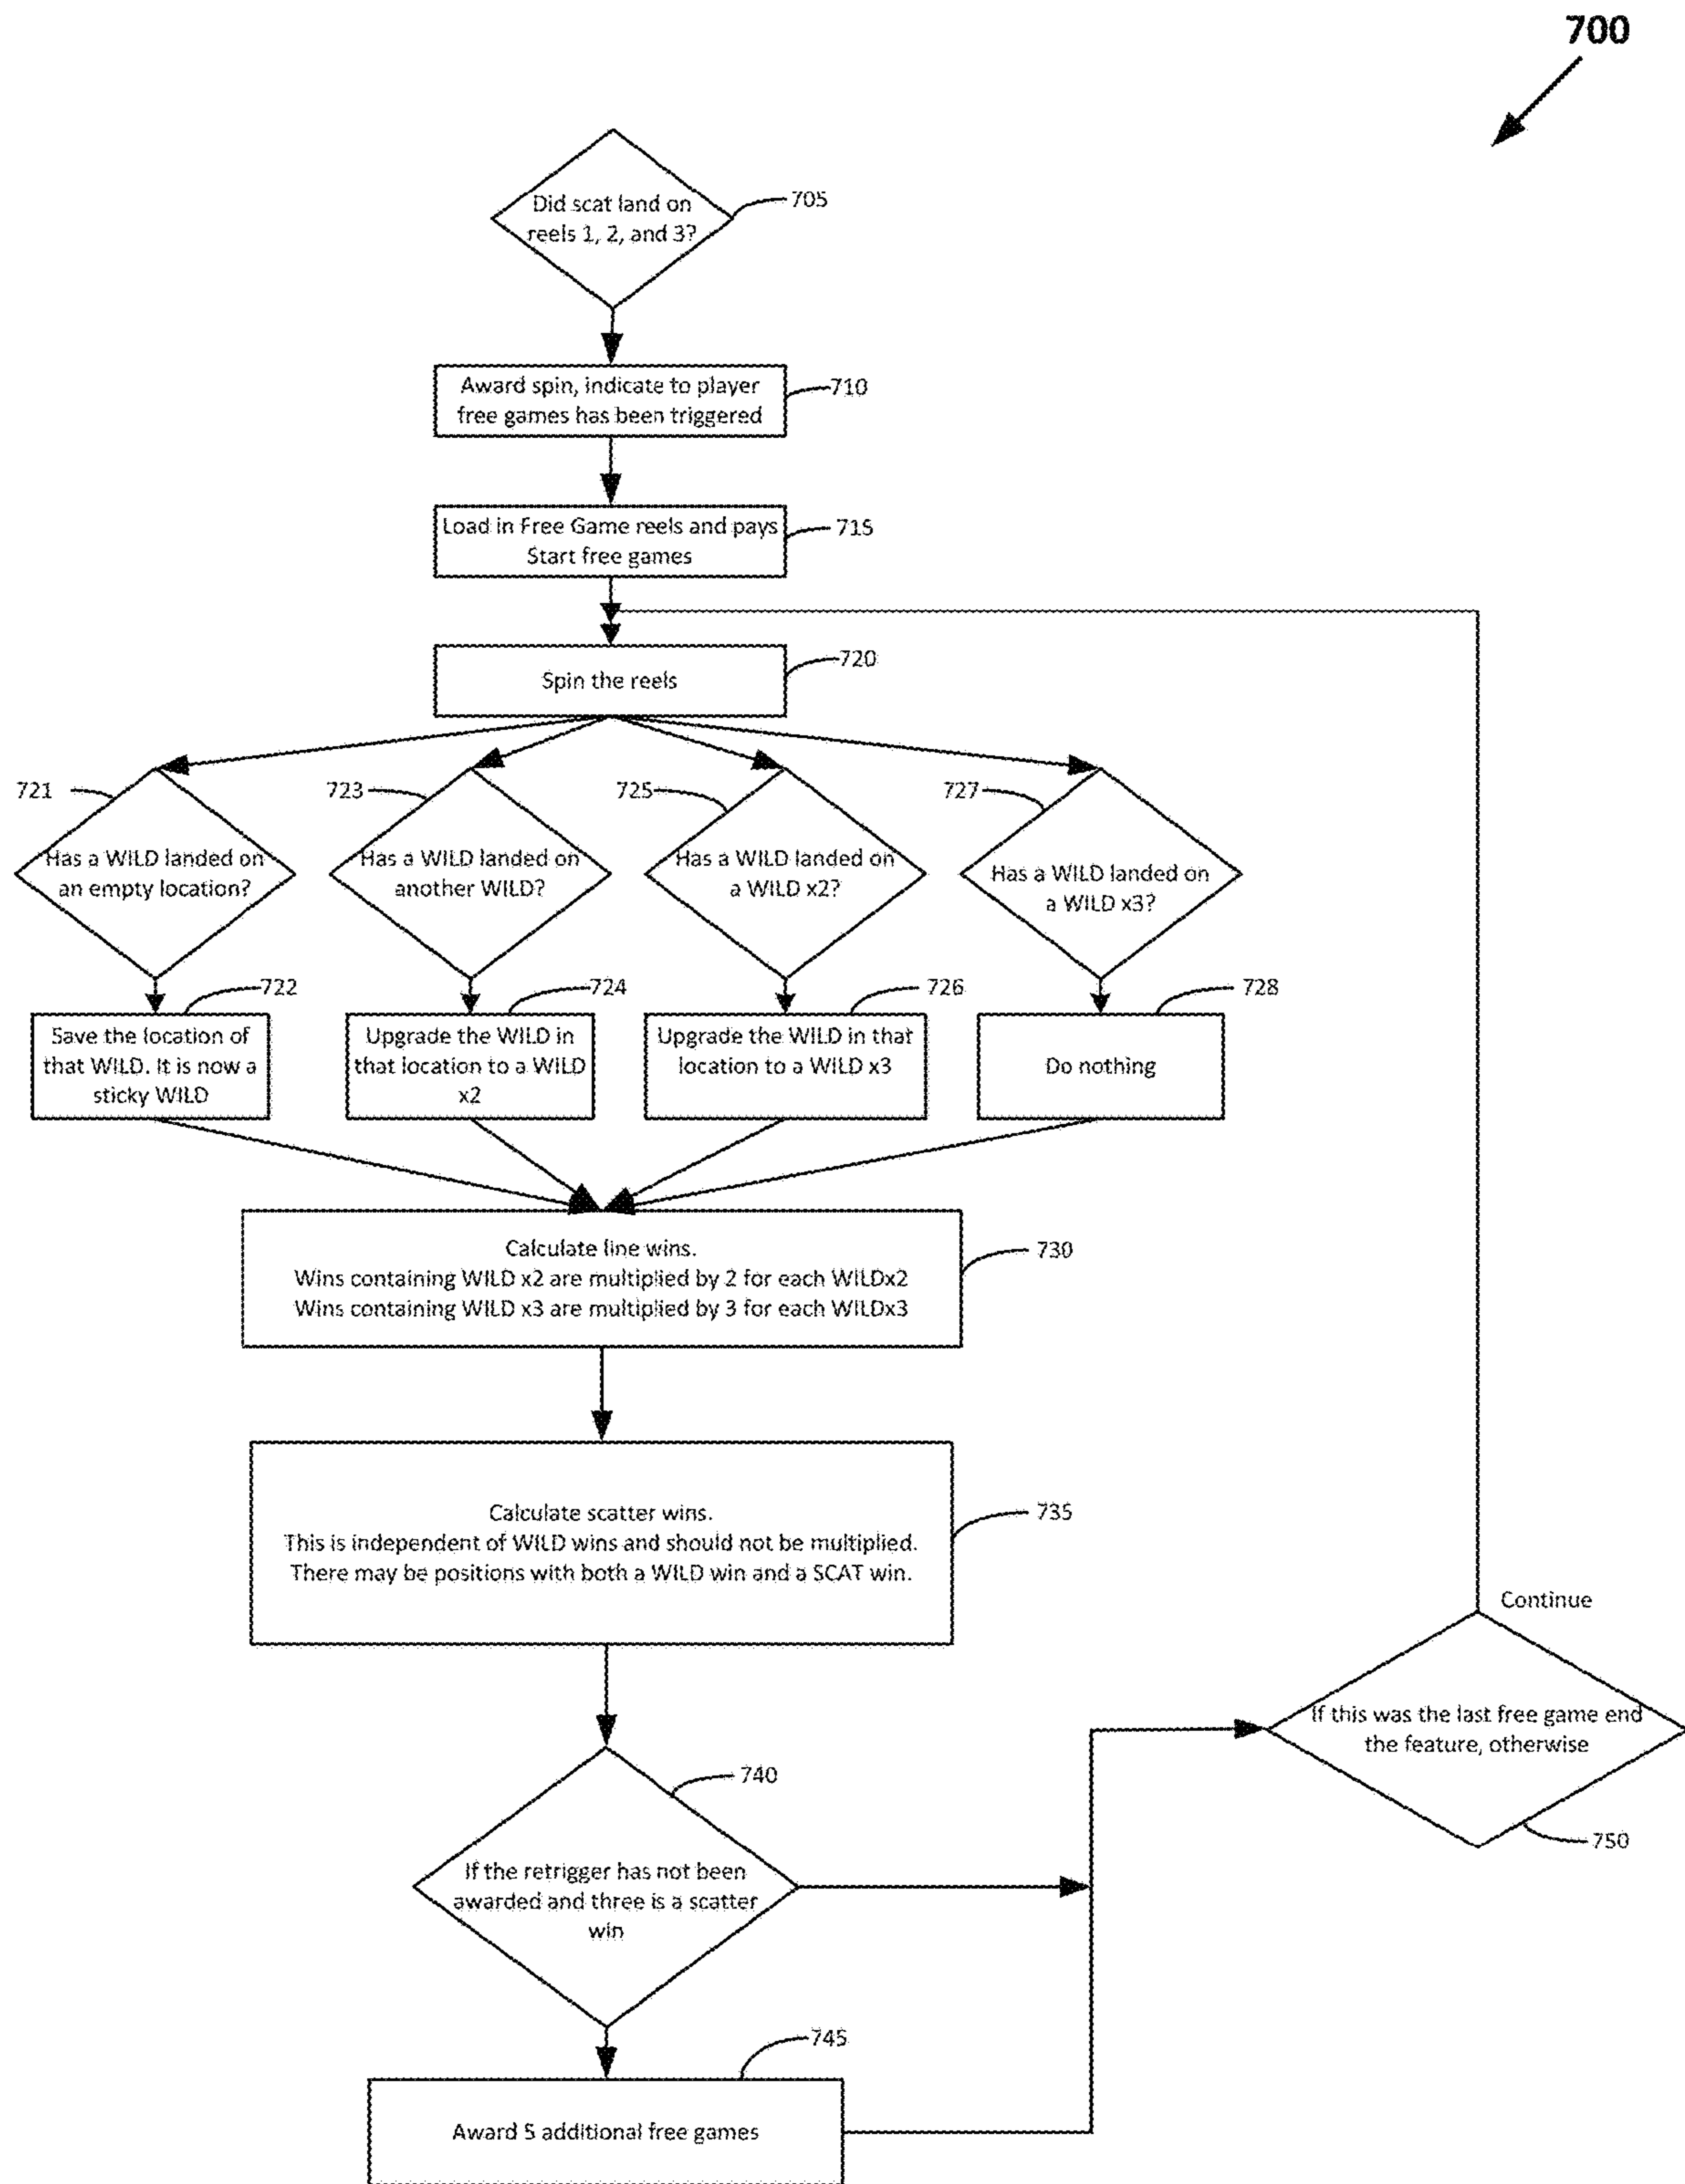 700
Did scat land on
reels 1, 2, and 3?
705
Award spin, indicate to player
free games has been triggered
710
Load in Free Game reels and pays
Start free games
715
Spin the reels
720
721
Has a WILD landed on
an empty location?
723
Has a WILD landed on
another WILD?
725
Has a WILD landed on
a WILD x2?
727
Has a WILD landed on
a WILD x3?
722
Save the location of
that WILD. It is now a
sticky WILD
724
Upgrade the WILD in
that location to a WILD
x2
726
Upgrade the WILD in that
location to a WILD x3
728
Do nothing
Calculate line wins.
Wins containing WILD x2 are multiplied by 2 for each WILDx2
Wins containing WILD x3 are multiplied by 3 for each WILDx3
730
Calculate scatter wins.
This is independent of WILD wins and should not be multiplied.
There may be positions with both a WILD win and a SCAT win.
735
Continue
If this was the last free game end
the feature, otherwise
750
740
If the retrigger has not been
awarded and three is a scatter
win
745
Award 5 additional free games